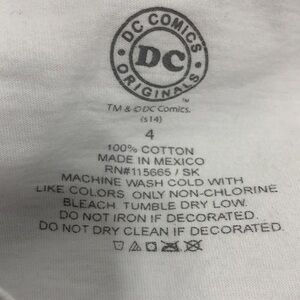 DC COMICS
DC
ORIGINALS
TM & © DC Comics.
(s14)
4
100% COTTON
MADE IN MEXICO
RN#115665 / SK
MACHINE WASH COLD WITH
LIKE COLORS ONLY NON-CHLORINE
BLEACH TUMBLE DRY LOW.
DO NOT IRON IF DECORATED.
DO NOT DRY CLEAN IF DECORATED.